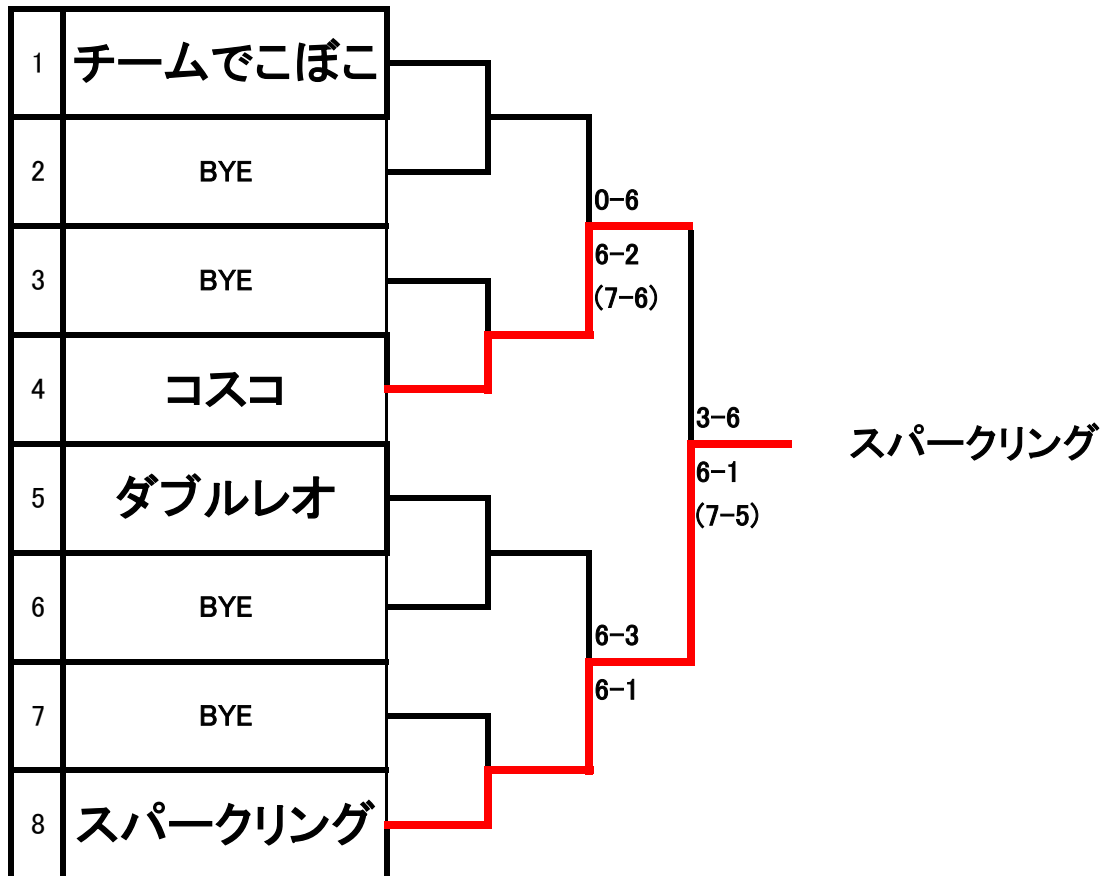 1 チームでこぼこ
2 BYE
3 BYE
4 コスコ
5 ダブルレオ
6 BYE
7 BYE
8 スパークリング
0-6
6-2
(7-6)
6-3
6-1
3-6
6-1
(7-5)
スパークリング